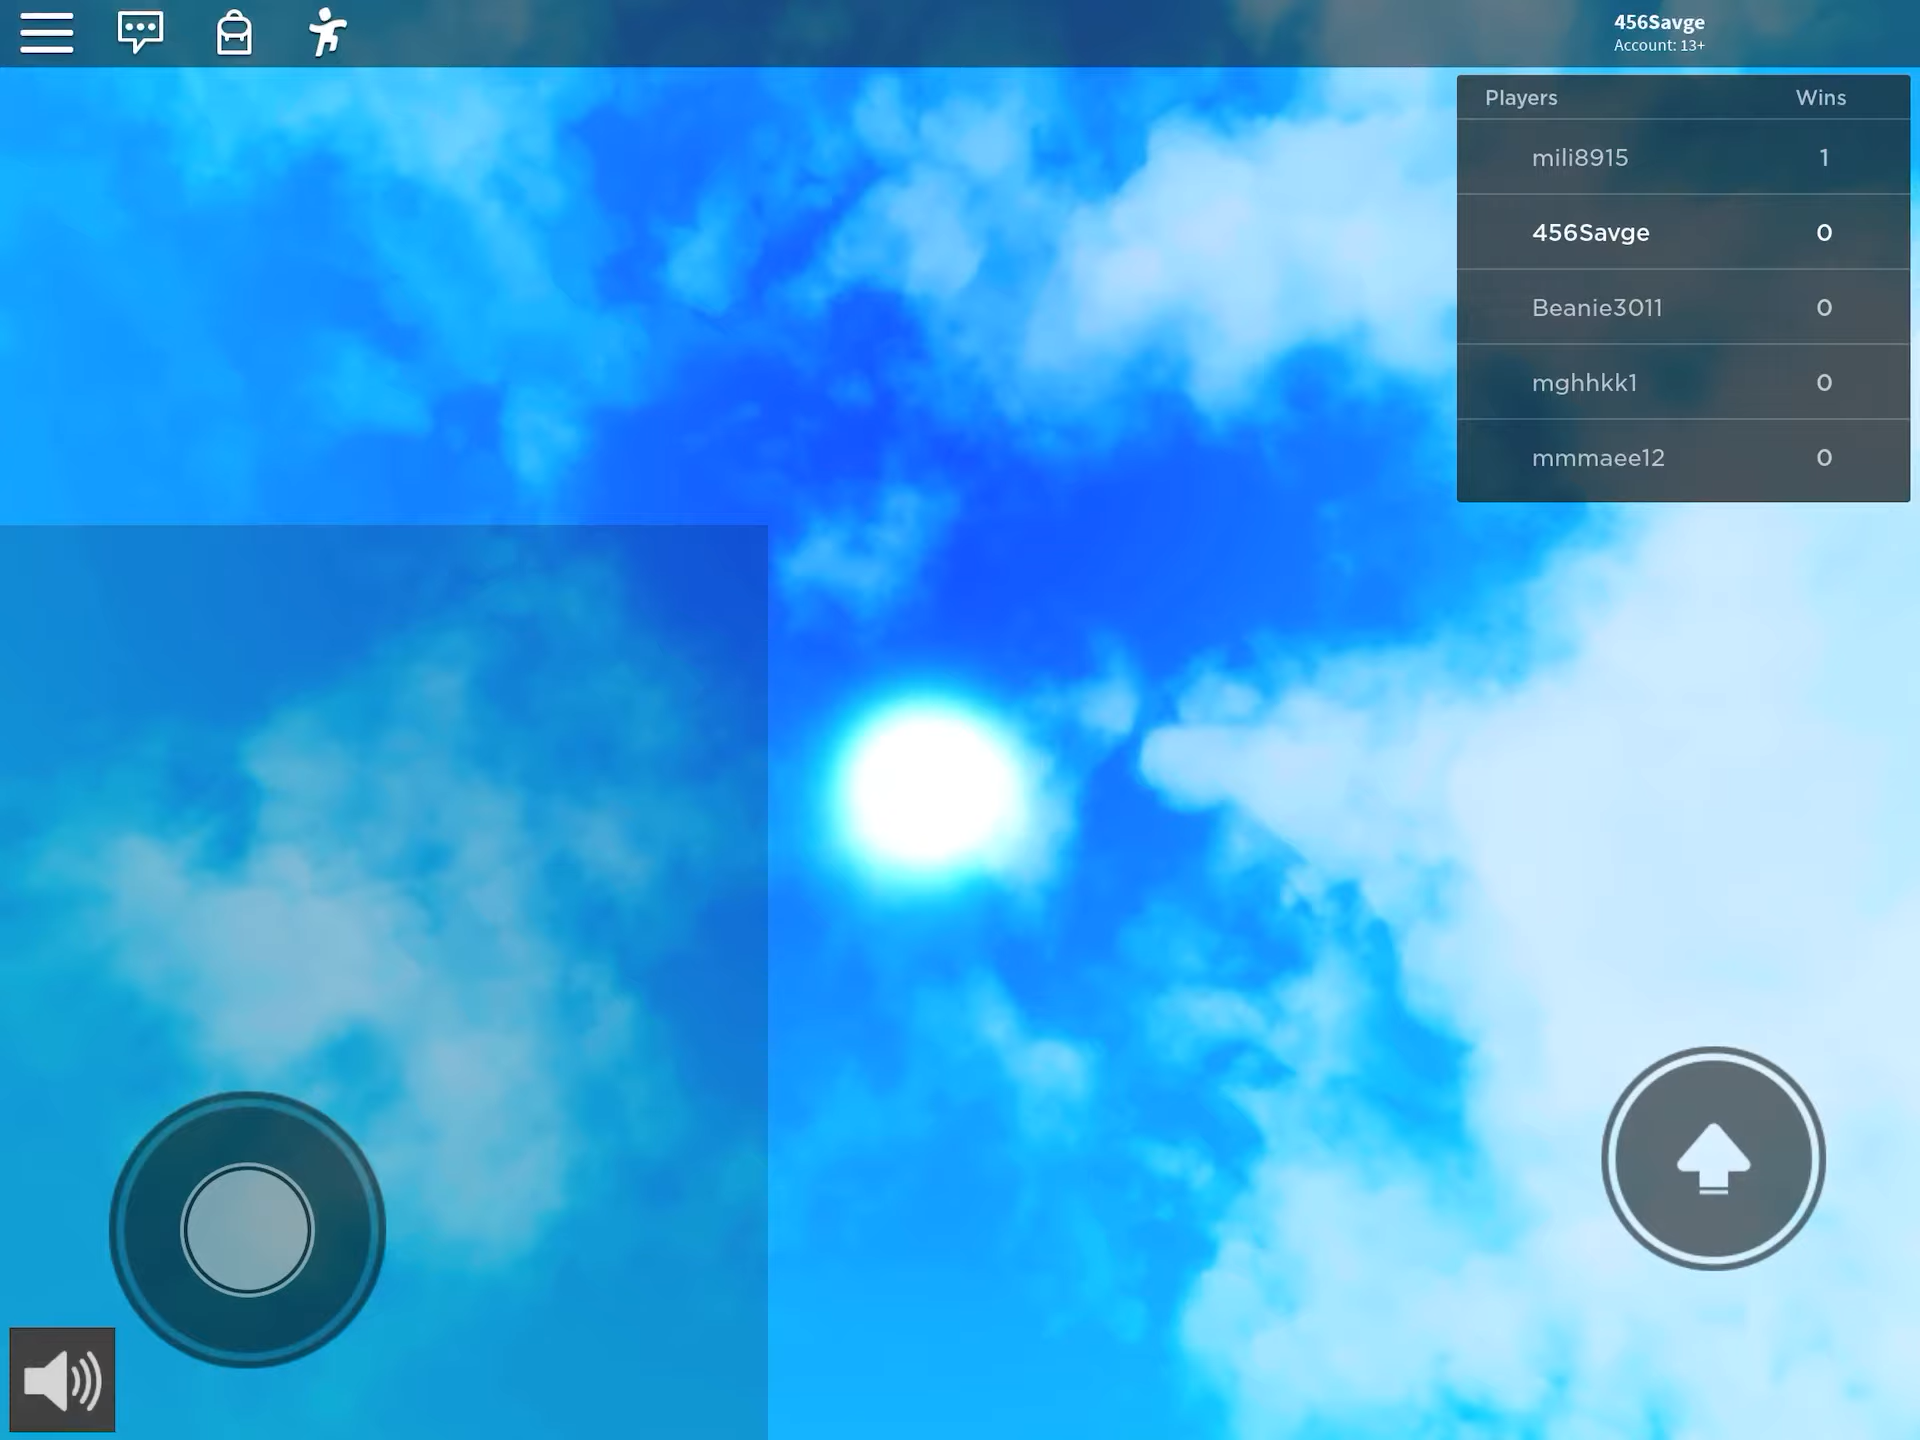 456Savge
Account: 13+
Players Wins
mili8915 1
456Savge 0
Beanie3011 0
mghhkk1 0
mmmaee12 0